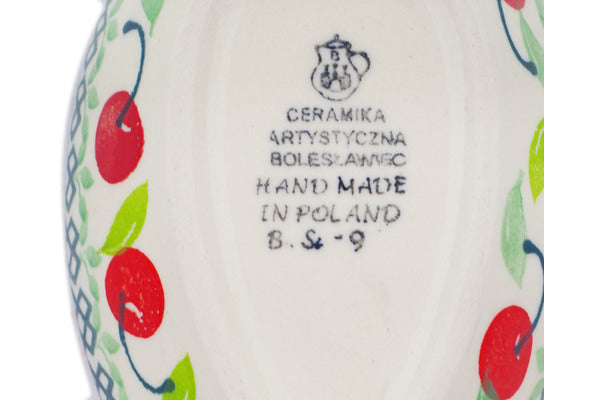 B
CERAMIKA
ARTYSTYCZNA
BOLESŁAWIEC
HAND MADE
IN POLAND
B.S.-9